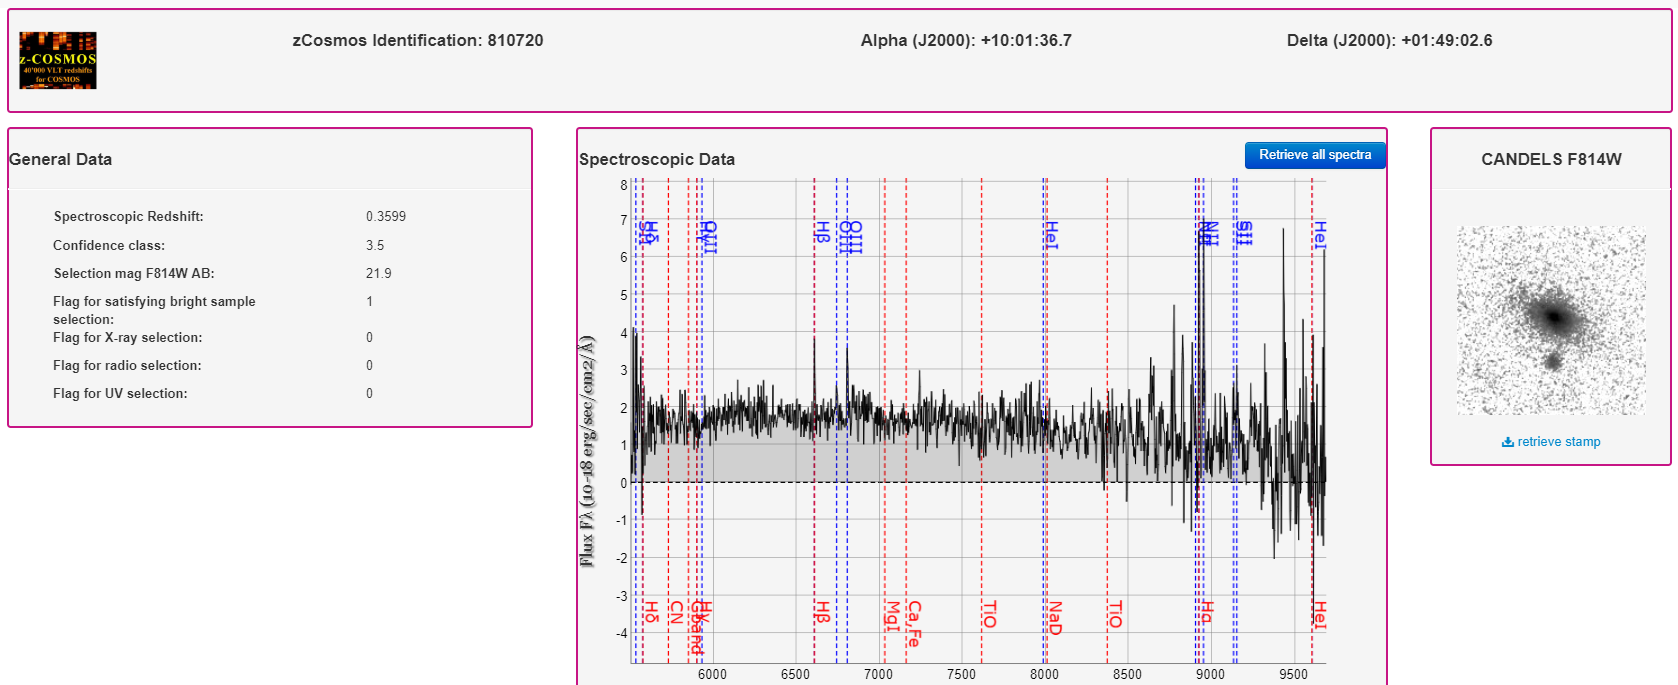 z-COSMOS
40'000 VLT redshifts
for COSMOS
zCosmos Identification: 810720
Alpha (J2000): +10:01:36.7
Delta (J2000): +01:49:02.6
General Data
Spectroscopic Redshift: 0.3599
Confidence class: 3.5
Selection mag F814W AB: 21.9
Flag for satisfying bright sample 1
selection:
Flag for X-ray selection: 0
Flag for radio selection: 0
Flag for UV selection: 0
Spectroscopic Data
Retrieve all spectra
8
7
6
5
4
3
2
1
0
-1
-2
-3
-4
Flux Fλ (10-18 erg/sec/cm2/Å)
Hδ
Hγ
OIII
Hβ
OIII
OIII
HeI
NII
SII
HeI
Hδ
CN
Gband
Hγ
Hβ
MgI
Ca,Fe
TiO
NaD
TiO
Hα
HeI
6000
6500
7000
7500
8000
8500
9000
9500
CANDELS F814W
retrieve stamp